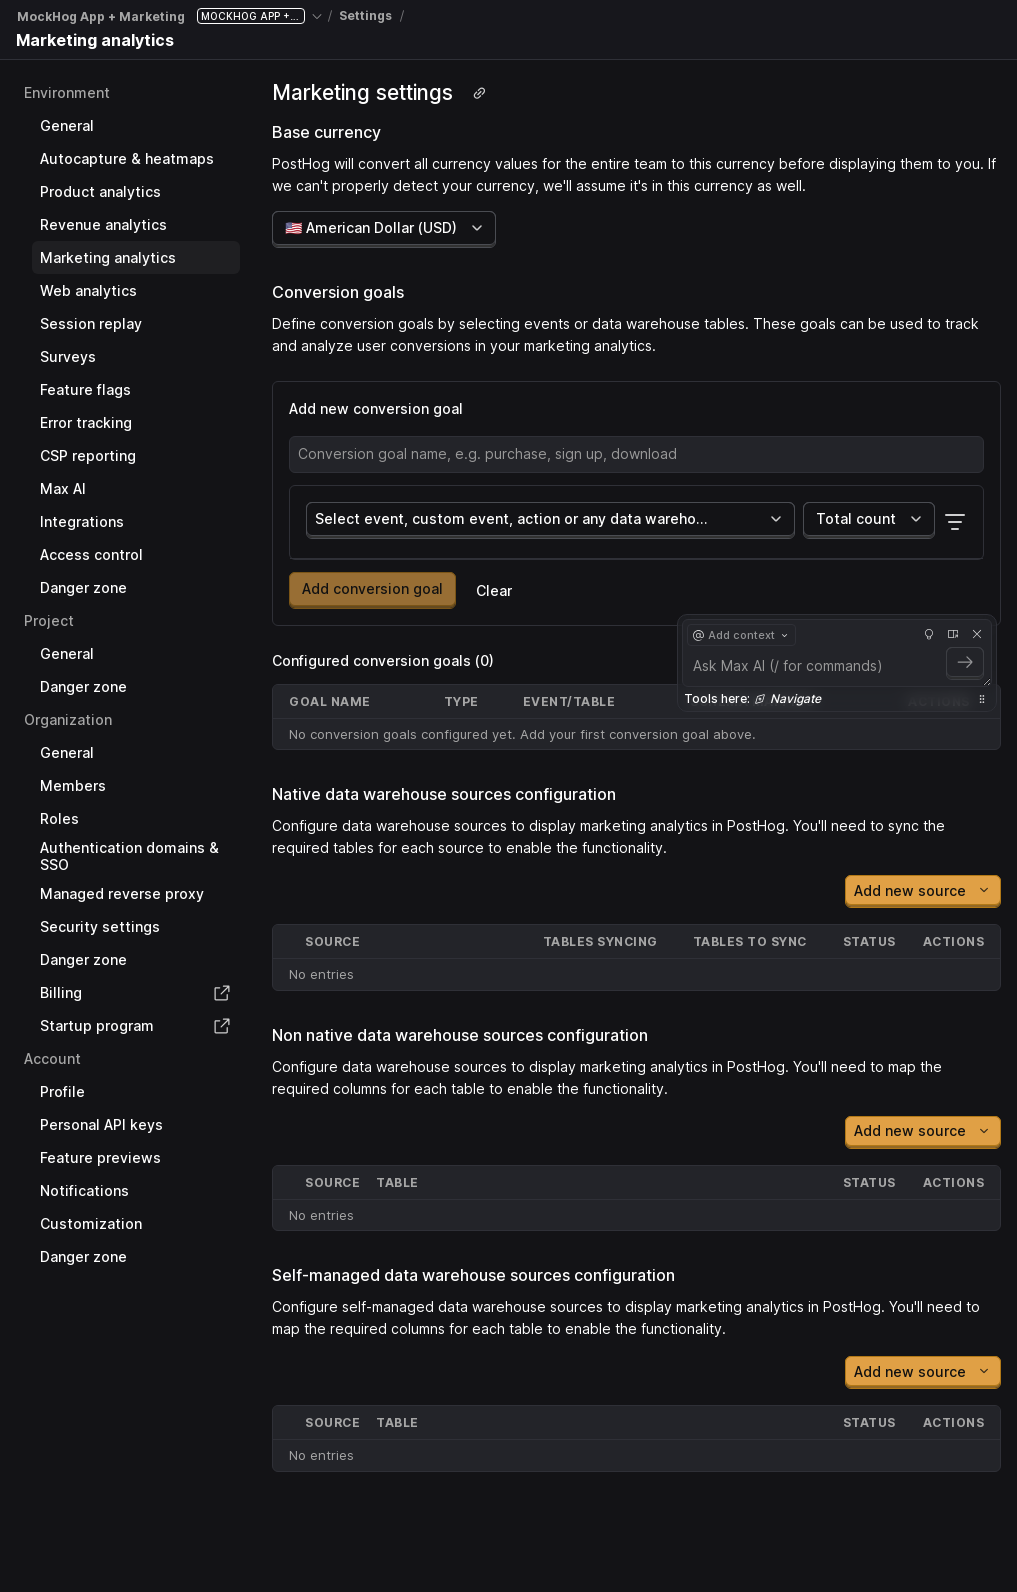 MockHog App + Marketing MOCKHOG APP +... / Settings /
Marketing analytics
Environment
General
Autocapture & heatmaps
Product analytics
Revenue analytics
Marketing analytics
Web analytics
Session replay
Surveys
Feature flags
Error tracking
CSP reporting
Max AI
Integrations
Access control
Danger zone
Project
General
Danger zone
Organization
General
Members
Roles
Authentication domains &
SSO
Managed reverse proxy
Security settings
Danger zone
Billing
Startup program
Account
Profile
Personal API keys
Feature previews
Notifications
Customization
Danger zone
Marketing settings
Base currency
PostHog will convert all currency values for the entire team to this currency before displaying them to you. If
we can't properly detect your currency, we'll assume it's in this currency as well.
🇺🇸 American Dollar (USD)
Conversion goals
Define conversion goals by selecting events or data warehouse tables. These goals can be used to track
and analyze user conversions in your marketing analytics.
Add new conversion goal
Conversion goal name, e.g. purchase, sign up, download
Select event, custom event, action or any data wareho... Total count
Add conversion goal Clear
@ Add context
Ask Max AI (/ for commands)
Tools here: Navigate
Configured conversion goals (0)
GOAL NAME TYPE EVENT/TABLE ACTIONS
No conversion goals configured yet. Add your first conversion goal above.
Native data warehouse sources configuration
Configure data warehouse sources to display marketing analytics in PostHog. You'll need to sync the
required tables for each source to enable the functionality.
Add new source
SOURCE TABLES SYNCING TABLES TO SYNC STATUS ACTIONS
No entries
Non native data warehouse sources configuration
Configure data warehouse sources to display marketing analytics in PostHog. You'll need to map the
required columns for each table to enable the functionality.
Add new source
SOURCE TABLE STATUS ACTIONS
No entries
Self-managed data warehouse sources configuration
Configure self-managed data warehouse sources to display marketing analytics in PostHog. You'll need to
map the required columns for each table to enable the functionality.
Add new source
SOURCE TABLE STATUS ACTIONS
No entries